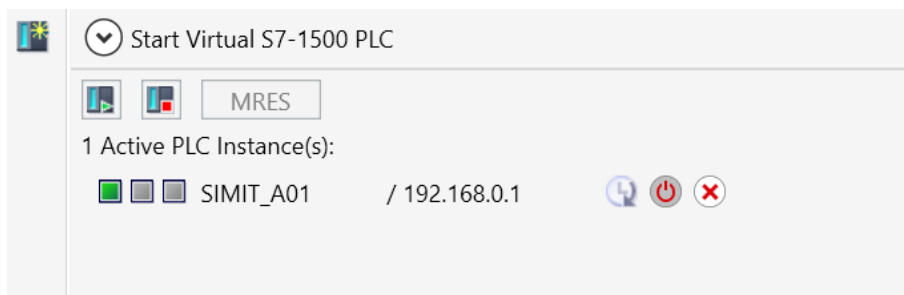 Start Virtual S7-1500 PLC
MRES
1 Active PLC Instance(s):
SIMIT_A01 / 192.168.0.1